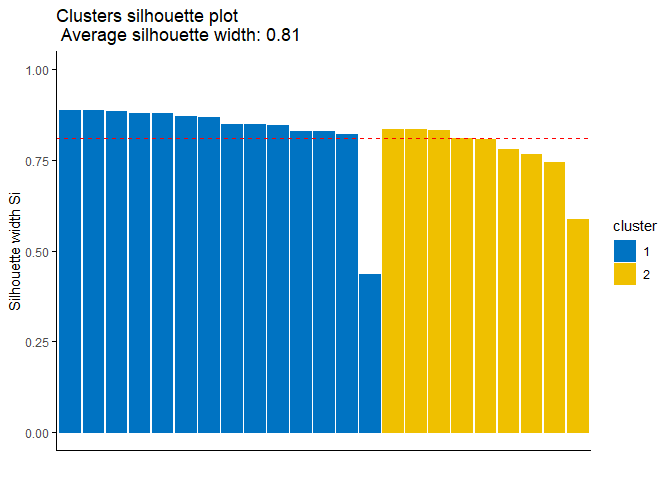 Clusters silhouette plot
Average silhouette width: 0.81
Silhouette width Si
1.00
0.75
0.50
0.25
0.00
cluster
1
2